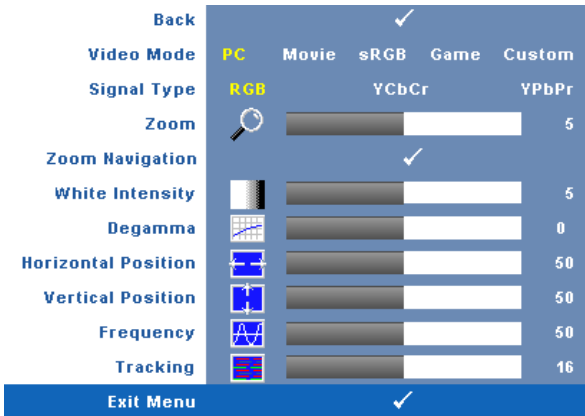 Back
Video Mode PC Movie sRGB Game Custom
Signal Type RGB YCbCr YPbPr
Zoom 5
Zoom Navigation
White Intensity 5
Degamma 0
Horizontal Position 50
Vertical Position 50
Frequency 50
Tracking 16
Exit Menu